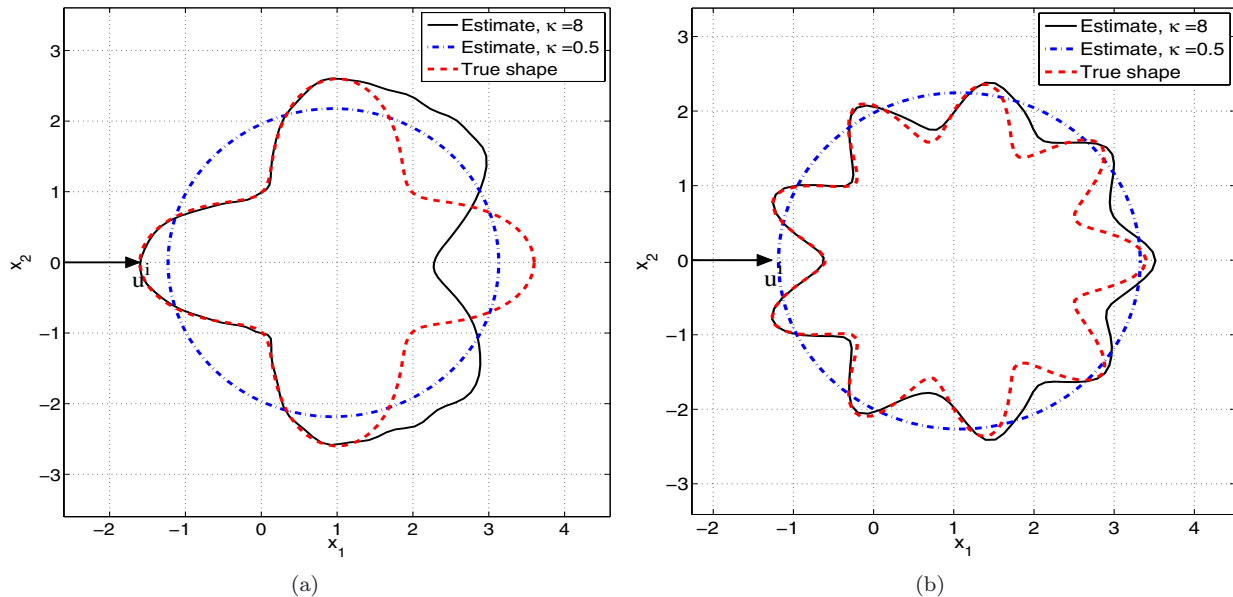 Estimate, κ =8
Estimate, κ =0.5
True shape
3
2
1
0
−1
−2
−3
x2
u^i
−2 −1 0 1 2 3 4
x1
(a)
Estimate, κ =8
Estimate, κ =0.5
True shape
3
2
1
0
−1
−2
−3
x2
u^i
−2 −1 0 1 2 3 4
x1
(b)